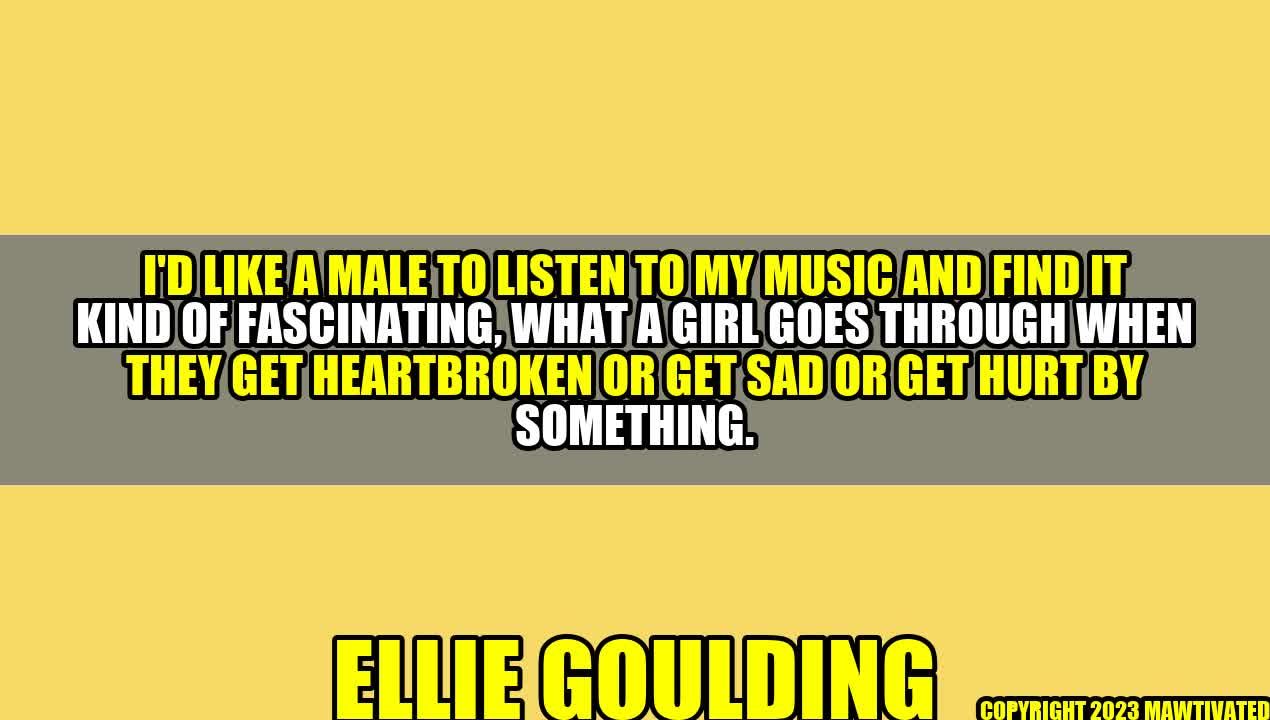 I'D LIKE A MALE TO LISTEN TO MY MUSIC AND FIND IT
KIND OF FASCINATING, WHAT A GIRL GOES THROUGH WHEN
THEY GET HEARTBROKEN OR GET SAD OR GET HURT BY
SOMETHING.
ELLIE GOULDING
COPYRIGHT 2023 MAWTIVATED